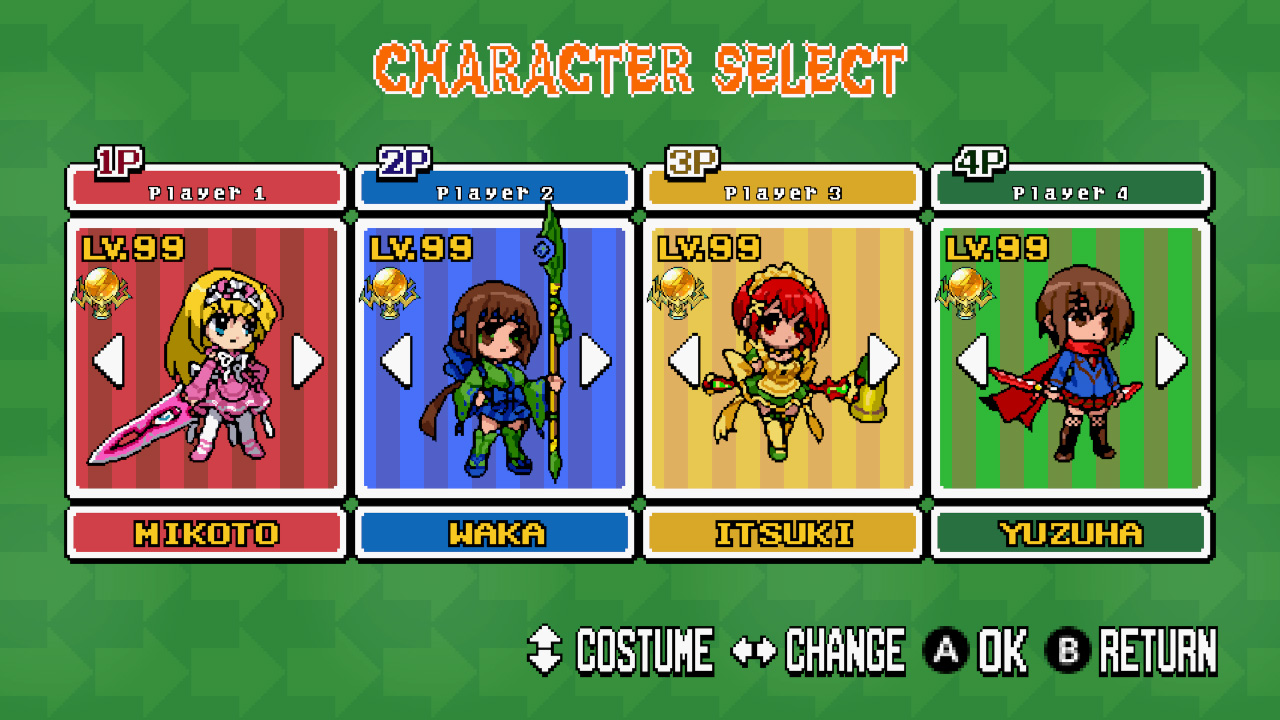 CHARACTER SELECT
1P
Player 1
2P
Player 2
3P
Player 3
4P
Player 4
LV.99
LV.99
LV.99
LV.99
MIKOTO
WAKA
ITSUKI
YUZUHA
COSTUME CHANGE A OK B RETURN